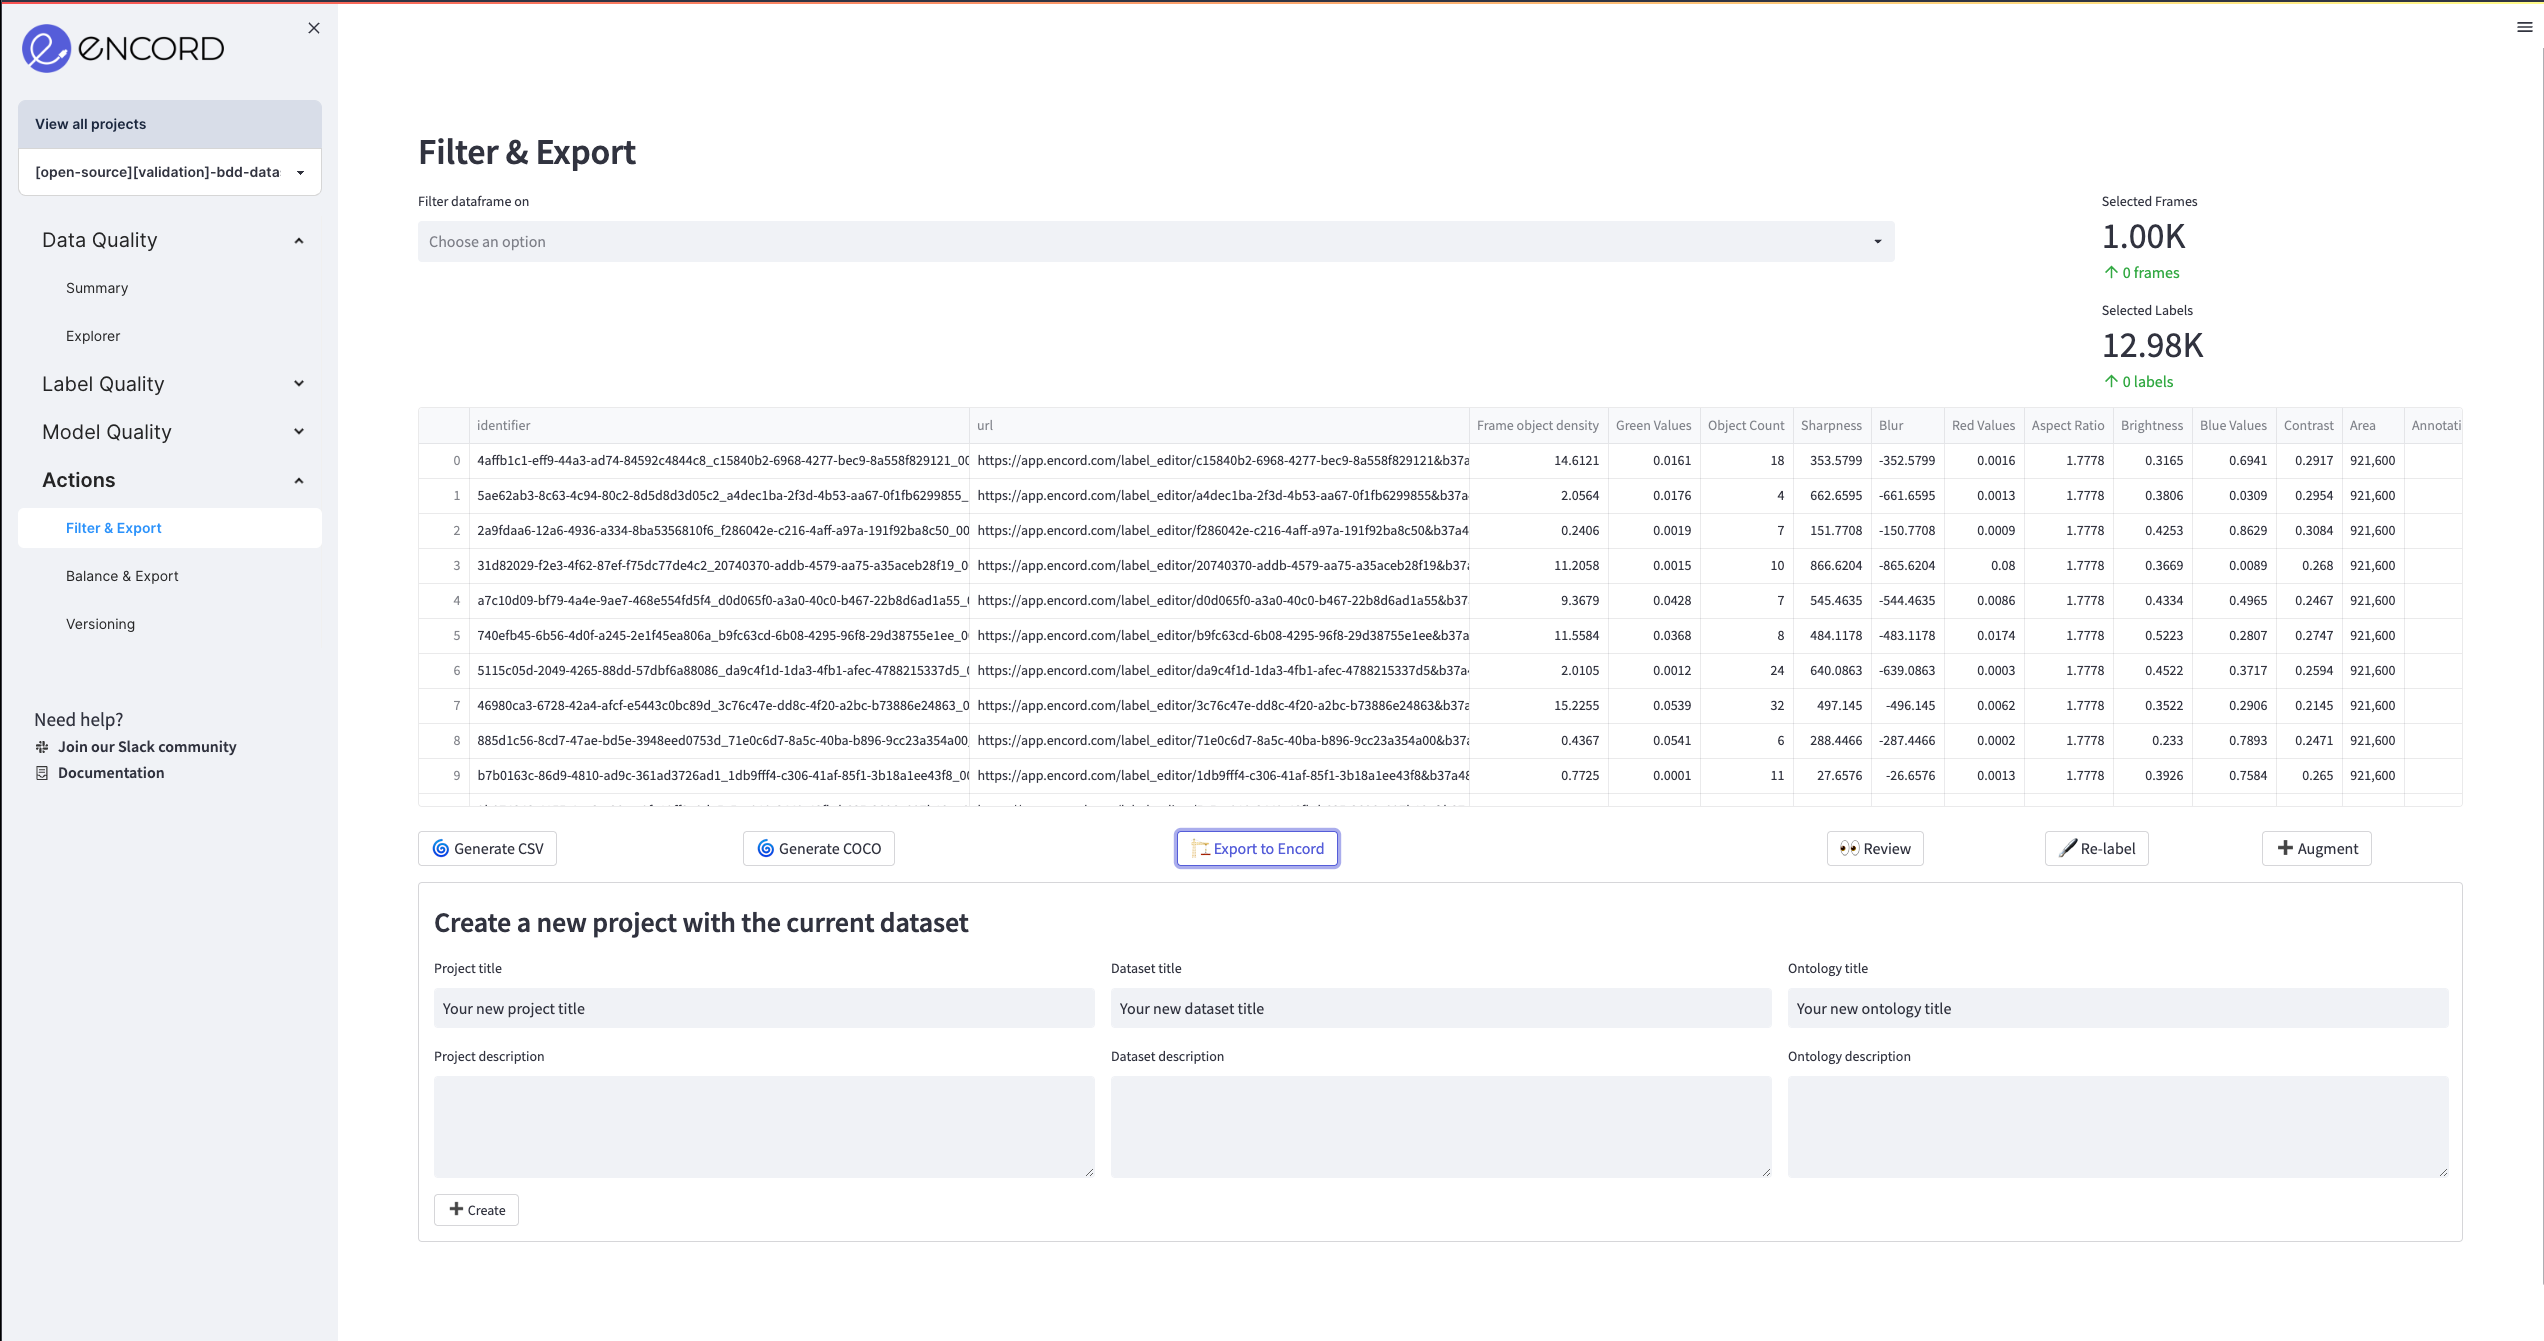 ENCORD
View all projects
[open-source][validation]-bdd-data
Data Quality
Summary
Explorer
Label Quality
Model Quality
Actions
Filter & Export
Balance & Export
Versioning
Need help?
Join our Slack community
Documentation
Filter & Export
Filter dataframe on
Choose an option
Selected Frames
1.00K
↑ 0 frames
Selected Labels
12.98K
↑ 0 labels
identifier url Frame object density Green Values Object Count Sharpness Blur Red Values Aspect Ratio Brightness Blue Values Contrast Area Annotati
0 4affb1c1-eff9-44a3-ad74-84592c4844c8_c15840b2-6968-4277-bec9-8a558f829121_00 https://app.encord.com/label_editor/c15840b2-6968-4277-bec9-8a558f829121&b37a 14.6121 0.0161 18 353.5799 -352.5799 0.0016 1.7778 0.3165 0.6941 0.2917 921,600
1 5ae62ab3-8c63-4c94-80c2-8d5d8d3d05c2_a4dec1ba-2f3d-4b53-aa67-0f1fb6299855_ https://app.encord.com/label_editor/a4dec1ba-2f3d-4b53-aa67-0f1fb6299855&b37a 2.0564 0.0176 4 662.6595 -661.6595 0.0013 1.7778 0.3806 0.0309 0.2954 921,600
2 2a9fdaa6-12a6-4936-a334-8ba5356810f6_f286042e-c216-4aff-a97a-191f92ba8c50_00 https://app.encord.com/label_editor/f286042e-c216-4aff-a97a-191f92ba8c50&b37a4 0.2406 0.0019 7 151.7708 -150.7708 0.0009 1.7778 0.4253 0.8629 0.3084 921,600
3 31d82029-f2e3-4f62-87ef-f75dc77de4c2_20740370-addb-4579-aa75-a35aceb28f19_0 https://app.encord.com/label_editor/20740370-addb-4579-aa75-a35aceb28f19&b37a 11.2058 0.0015 10 866.6204 -865.6204 0.08 1.7778 0.3669 0.0089 0.268 921,600
4 a7c10d09-bf79-4a4e-9ae7-468e554fd5f4_d0d065f0-a3a0-40c0-b467-22b8d6ad1a55_0 https://app.encord.com/label_editor/d0d065f0-a3a0-40c0-b467-22b8d6ad1a55&b37 9.3679 0.0428 7 545.4635 -544.4635 0.0086 1.7778 0.4334 0.4965 0.2467 921,600
5 740efb45-6b56-4d0f-a245-2e1f45ea806a_b9fc63cd-6b08-4295-96f8-29d38755e1ee_0 https://app.encord.com/label_editor/b9fc63cd-6b08-4295-96f8-29d38755e1ee&b37a 11.5584 0.0368 8 484.1178 -483.1178 0.0174 1.7778 0.5223 0.2807 0.2747 921,600
6 5115c05d-2049-4265-88dd-57dbf6a88086_da9c4f1d-1da3-4fb1-afec-4788215337d5_0 https://app.encord.com/label_editor/da9c4f1d-1da3-4fb1-afec-4788215337d5&b37a 2.0105 0.0012 24 640.0863 -639.0863 0.0003 1.7778 0.4522 0.3717 0.2594 921,600
7 46980ca3-6728-42a4-afcf-e5443c0bc89d_3c76c47e-dd8c-4f20-a2bc-b73886e24863_0 https://app.encord.com/label_editor/3c76c47e-dd8c-4f20-a2bc-b73886e24863&b37a 15.2255 0.0539 32 497.145 -496.145 0.0062 1.7778 0.3522 0.2906 0.2145 921,600
8 885d1c56-8cd7-47ae-bd5e-3948eed0753d_71e0c6d7-8a5c-40ba-b896-9cc23a354a00_ https://app.encord.com/label_editor/71e0c6d7-8a5c-40ba-b896-9cc23a354a00&b37a 0.4367 0.0541 6 288.4466 -287.4466 0.0002 1.7778 0.233 0.7893 0.2471 921,600
9 b7b0163c-86d9-4810-ad9c-361ad3726ad1_1db9fff4-c306-41af-85f1-3b18a1ee43f8_00 https://app.encord.com/label_editor/1db9fff4-c306-41af-85f1-3b18a1ee43f8&b37a48 0.7725 0.0001 11 27.6576 -26.6576 0.0013 1.7778 0.3926 0.7584 0.265 921,600
Generate CSV Generate COCO Export to Encord Review Re-label Augment
Create a new project with the current dataset
Project title Dataset title Ontology title
Your new project title Your new dataset title Your new ontology title
Project description Dataset description Ontology description
Create